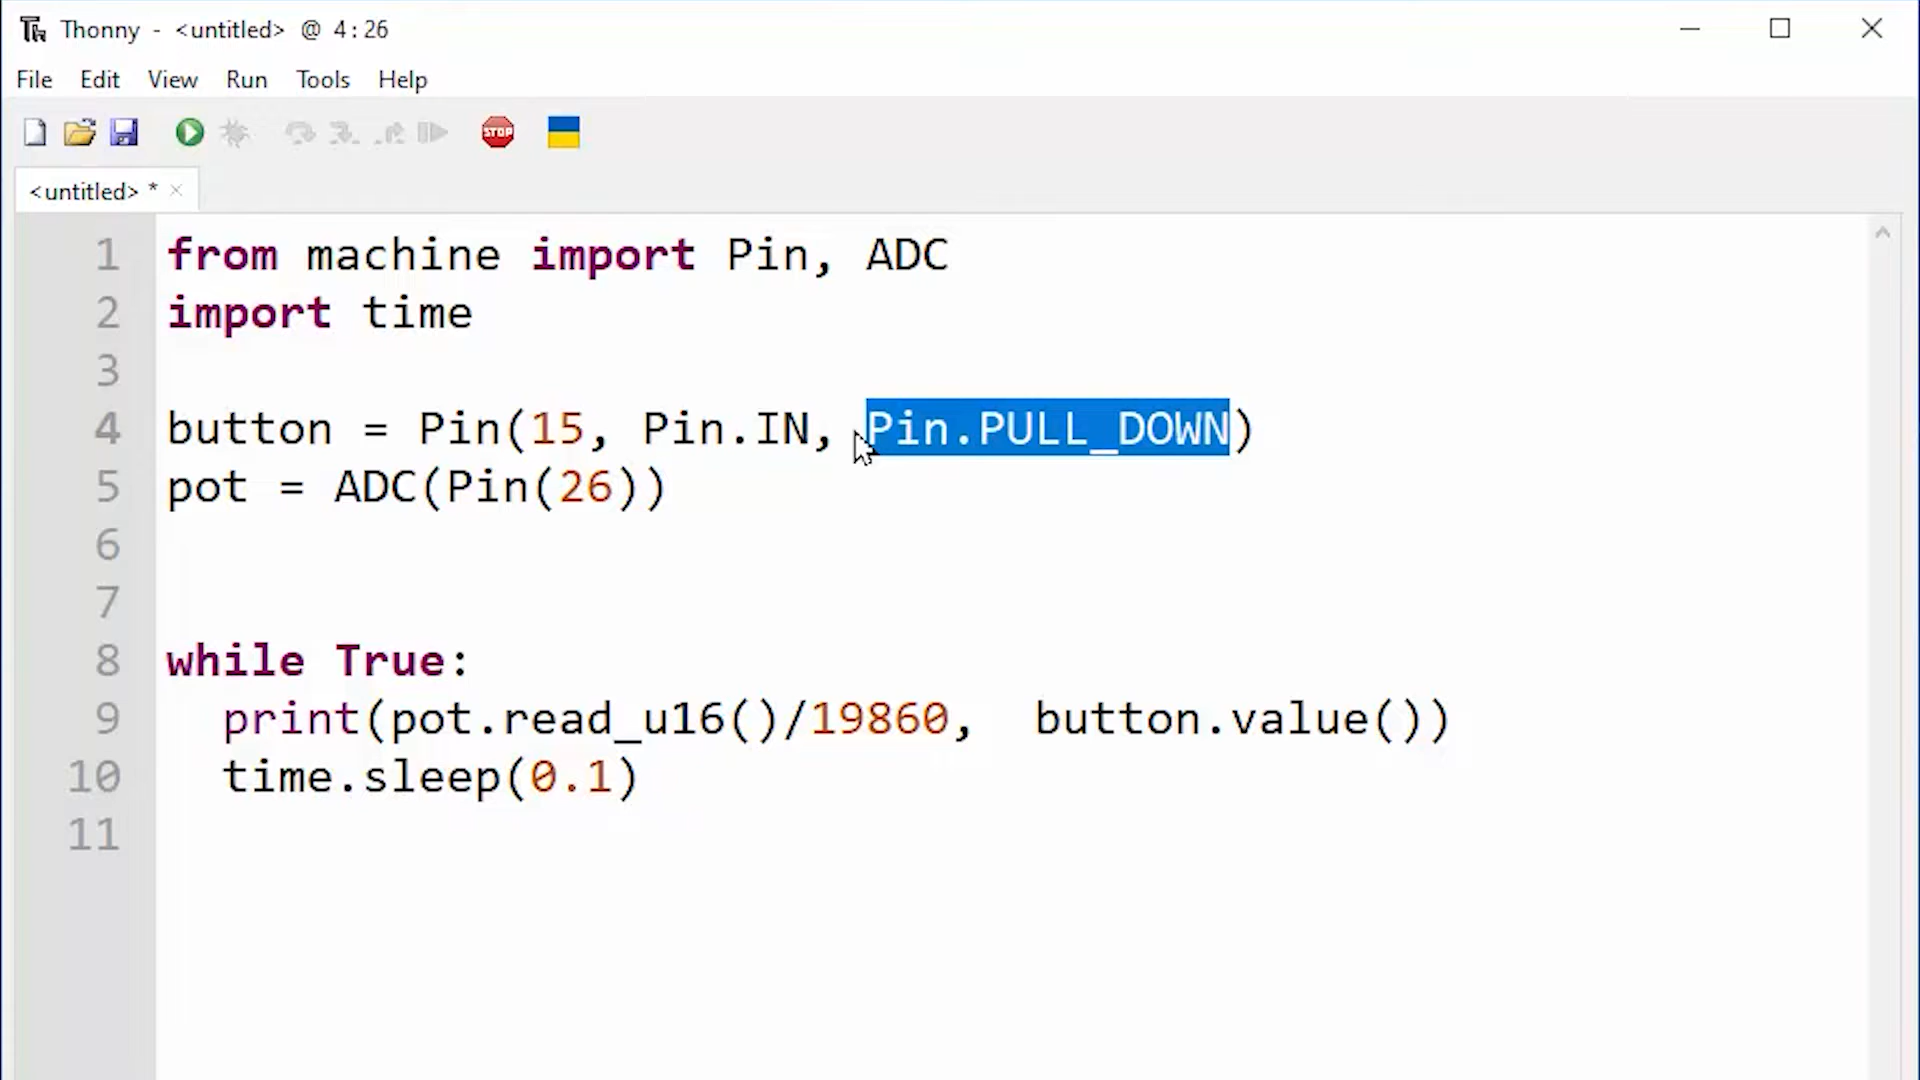 Thonny - <untitled> @ 4:26
File Edit View Run Tools Help
STOP
<untitled> * ×
1 from machine import Pin, ADC
2 import time
3
4 button = Pin(15, Pin.IN, Pin.PULL_DOWN)
5 pot = ADC(Pin(26))
6
7
8 while True:
9   print(pot.read_u16()/19860,  button.value())
10   time.sleep(0.1)
11